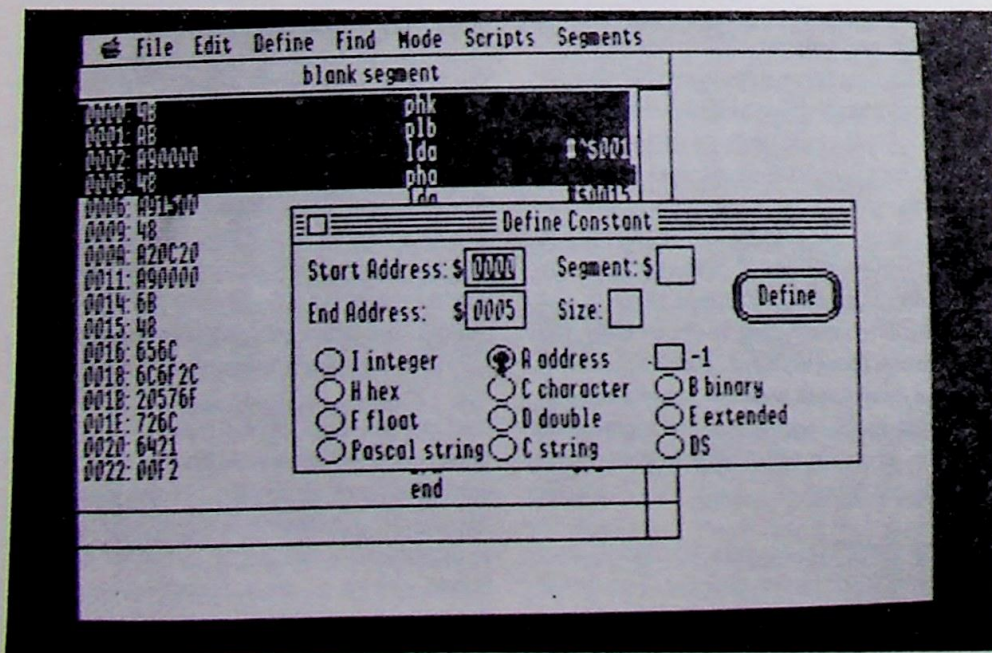 File Edit Define Find Mode Scripts Segments
blank segment
0000: 4B phk
0001: AB plb
0002: A90000 lda #^$001
0005: 48 pha
0006: A91500 lda #$0015
0009: 48
000A: A20C20
0011: A90000
0014: 6B
0015: 48
0016: 656C
0018: 6C6F2C
001B: 20576F
001E: 726C
0020: 6421
0022: 00F2
end
Define Constant
Start Address: $ 0000 Segment: $
End Address: $ 0005 Size:
Define
I integer A address -1
H hex C character B binary
F float D double E extended
Pascal string C string DS